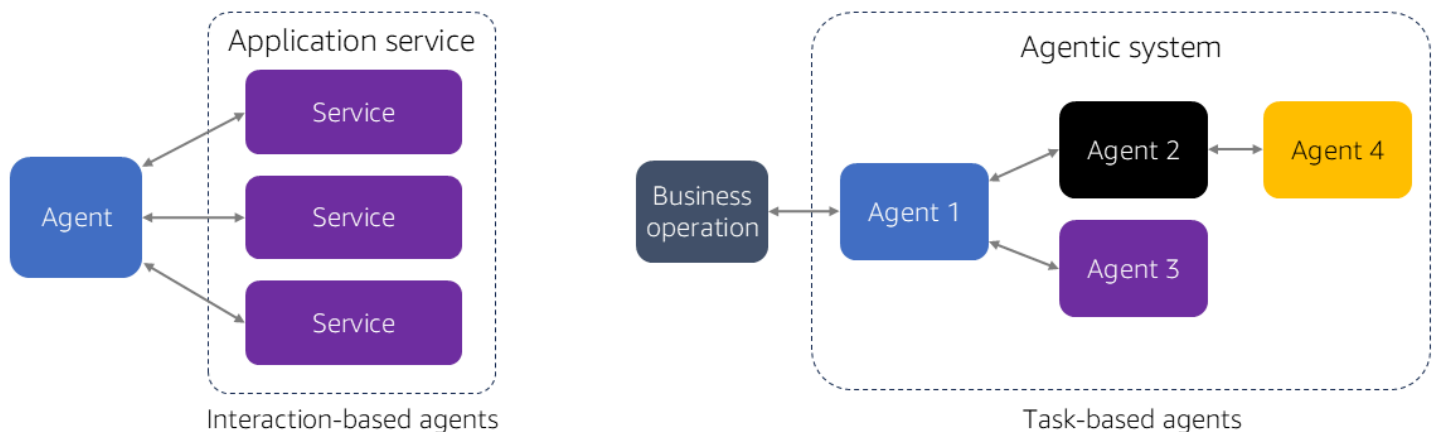 Application service
Service
Agent
Service
Service
Interaction-based agents
Agentic system
Business
operation
Agent 1
Agent 2
Agent 4
Agent 3
Task-based agents